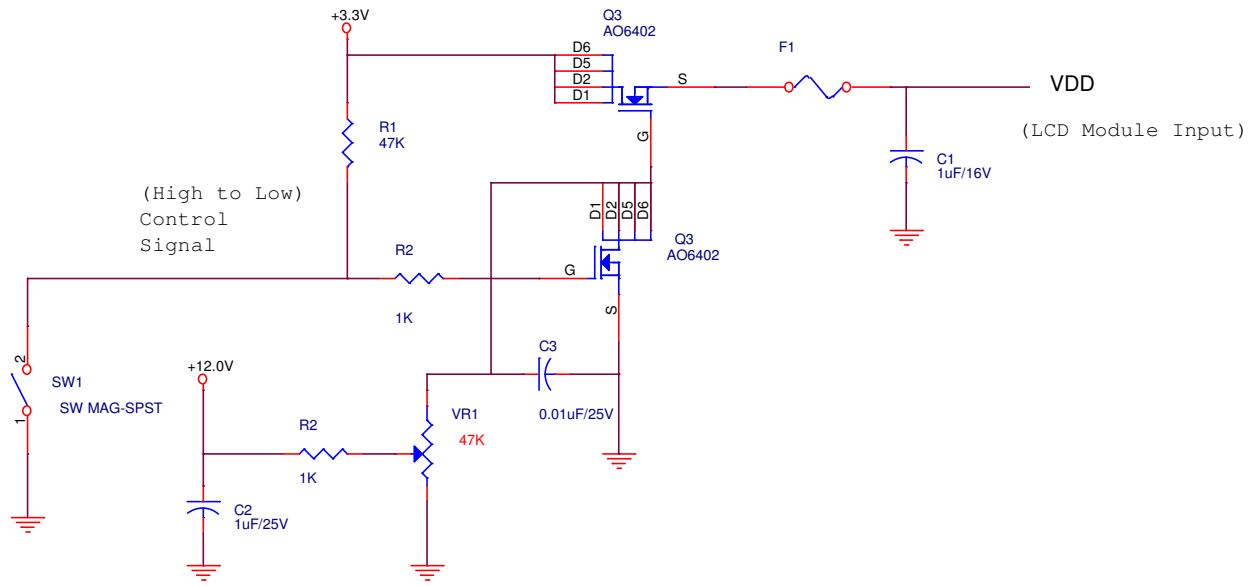 +3.3V
Q3
AO6402
D6
D5
D2
D1
S
G
F1
VDD
(LCD Module Input)
R1
47K
C1
1uF/16V
(High to Low)
Control
Signal
D1
D2
D5
D6
Q3
AO6402
R2
1K
G
S
2
1
SW1
SW MAG-SPST
+12.0V
C3
0.01uF/25V
R2
1K
VR1
47K
C2
1uF/25V